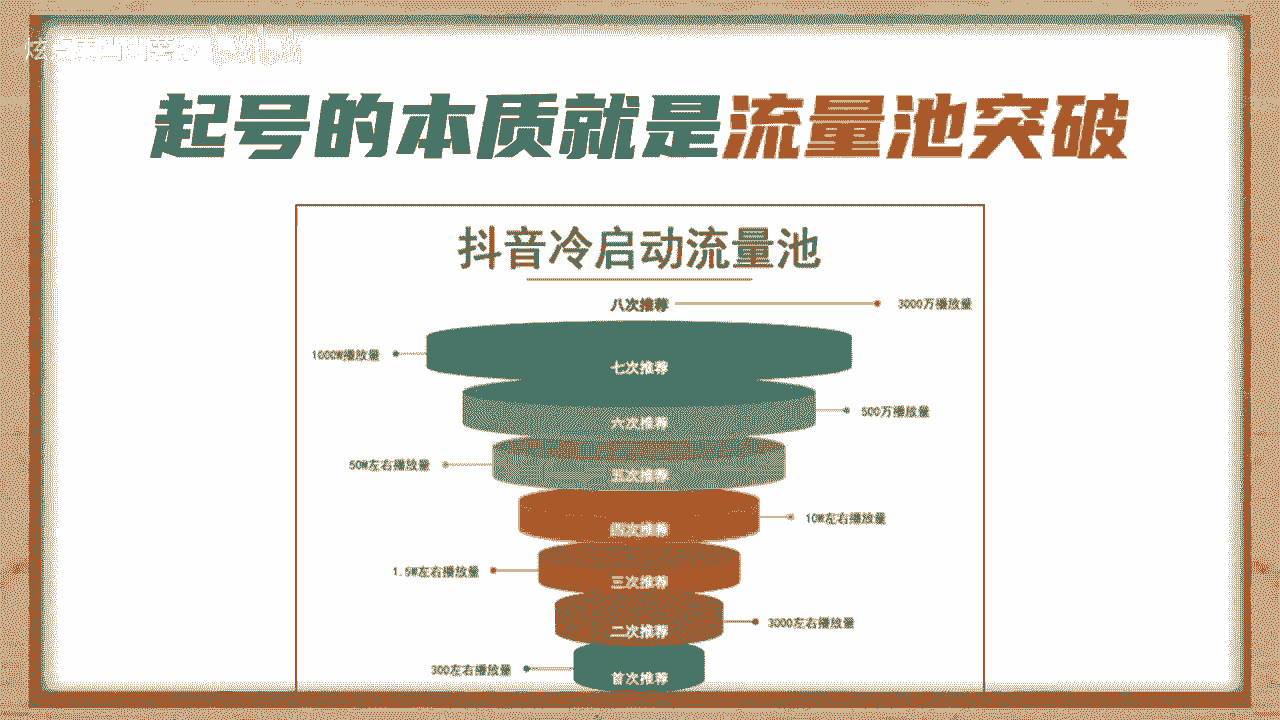 起号的本质就是流量池突破
抖音冷启动流量池
八次推荐
3000万播放量
1000W播放量
七次推荐
六次推荐
500万播放量
50W左右播放量
五次推荐
四次推荐
10W左右播放量
1.5W左右播放量
三次推荐
二次推荐
3000左右播放量
300左右播放量
首次推荐